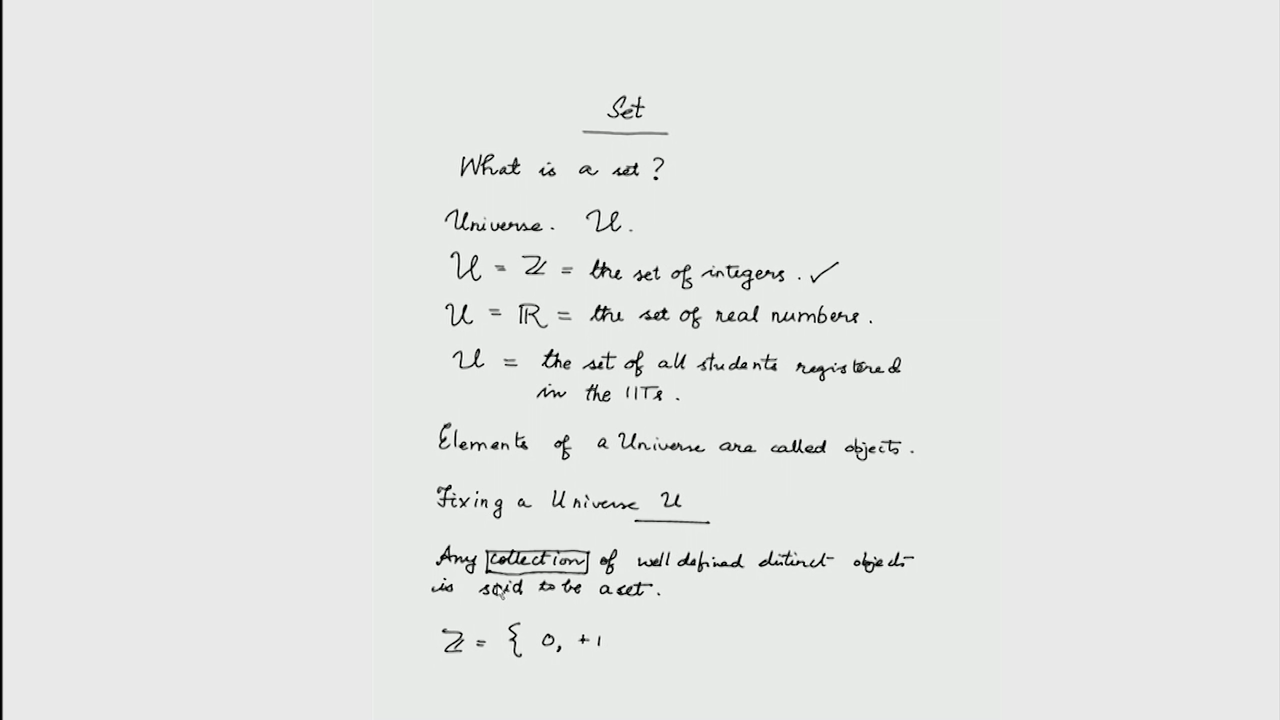 Set
What is a set?
Universe. U.
U = ℤ = the set of integers. ✓
U = ℝ = the set of real numbers.
U = the set of all students registered
in the IITs.
Elements of a Universe are called objects.
Fixing a Universe U
Any collection of well defined distinct objects
is said to be a set.
ℤ = { 0, +1